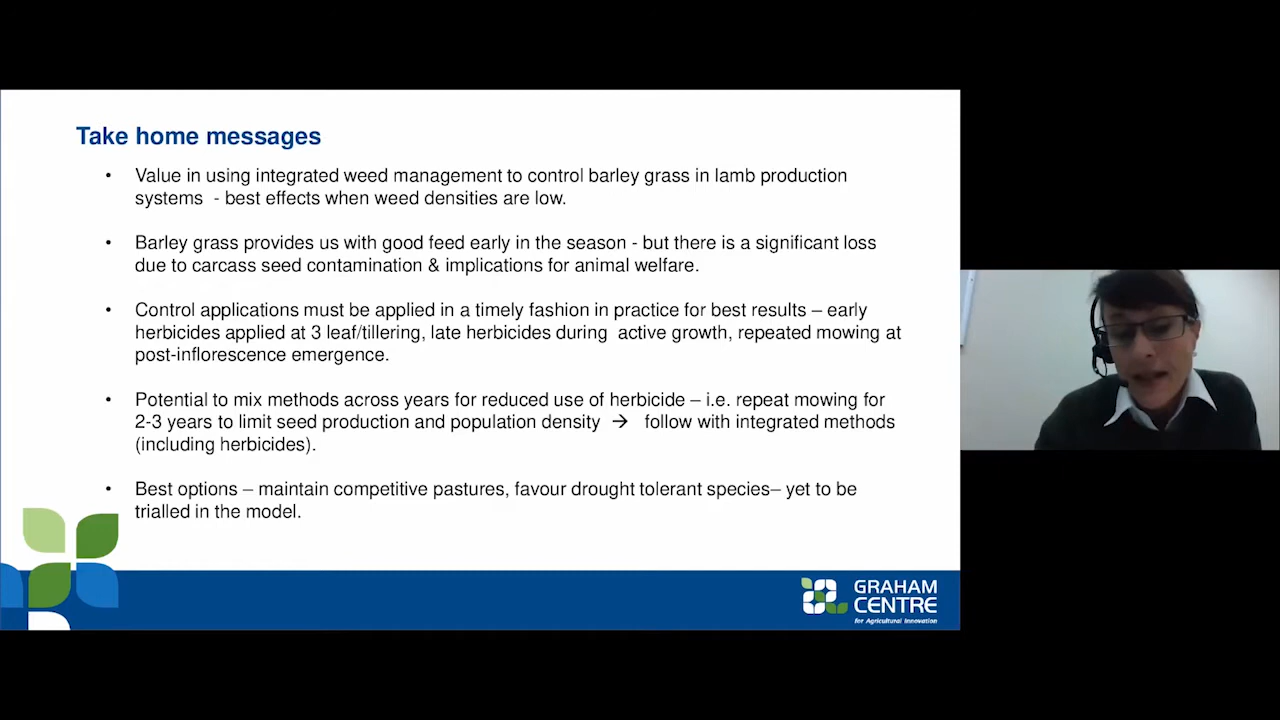 Take home messages
• Value in using integrated weed management to control barley grass in lamb production
systems - best effects when weed densities are low.
• Barley grass provides us with good feed early in the season - but there is a significant loss
due to carcass seed contamination & implications for animal welfare.
• Control applications must be applied in a timely fashion in practice for best results – early
herbicides applied at 3 leaf/tillering, late herbicides during active growth, repeated mowing at
post-inflorescence emergence.
• Potential to mix methods across years for reduced use of herbicide – i.e. repeat mowing for
2-3 years to limit seed production and population density → follow with integrated methods
(including herbicides).
• Best options – maintain competitive pastures, favour drought tolerant species– yet to be
trialled in the model.
GRAHAM
CENTRE
for Agricultural Innovation